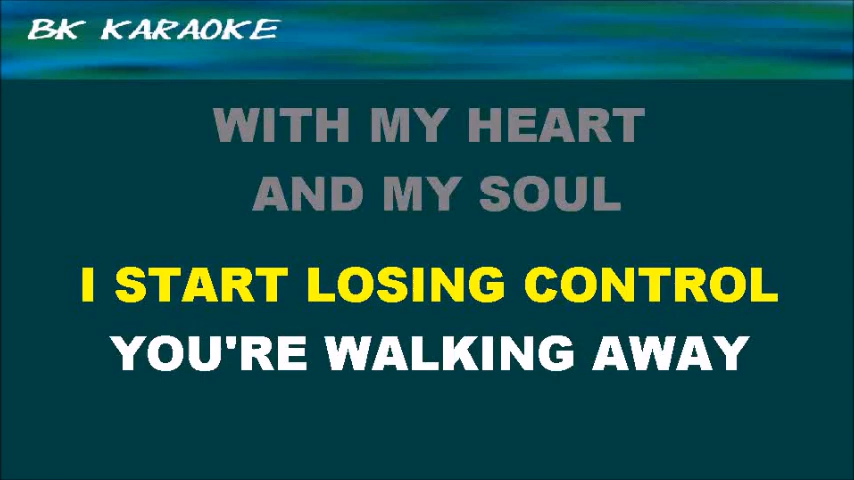 BK KARAOKE
WITH MY HEART
AND MY SOUL
I START LOSING CONTROL
YOU'RE WALKING AWAY